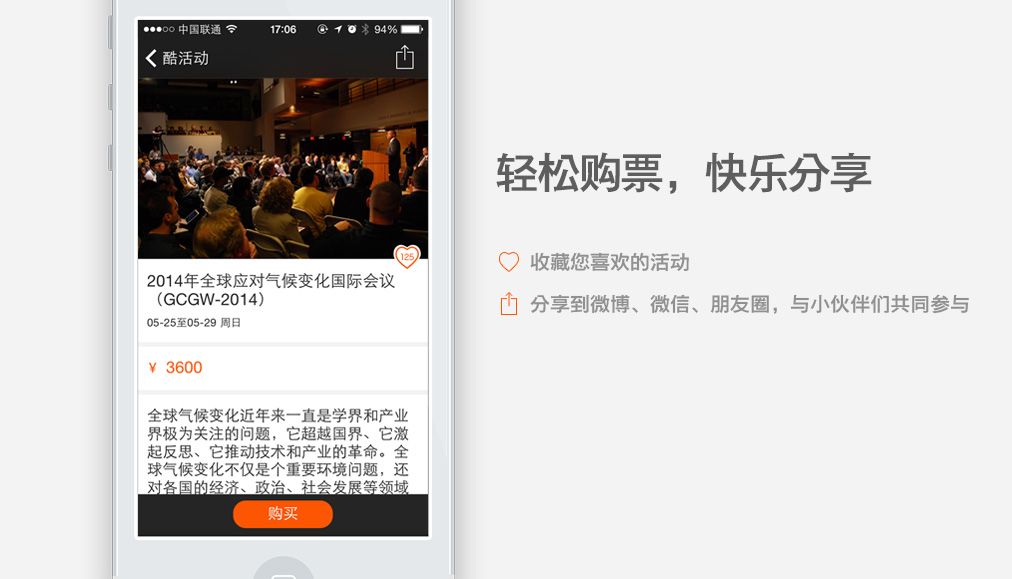 中国联通 17:06 94%
酷活动
125
2014年全球应对气候变化国际会议
（GCGW-2014）
05-25至05-29 周日
¥ 3600
全球气候变化近年来一直是学界和产业
界极为关注的问题，它超越国界、它激
起反思、它推动技术和产业的革命。全
球气候变化不仅是个重要环境问题，还
对各国的经济、政治、社会发展等领域
购买
轻松购票，快乐分享
收藏您喜欢的活动
分享到微博、微信、朋友圈，与小伙伴们共同参与